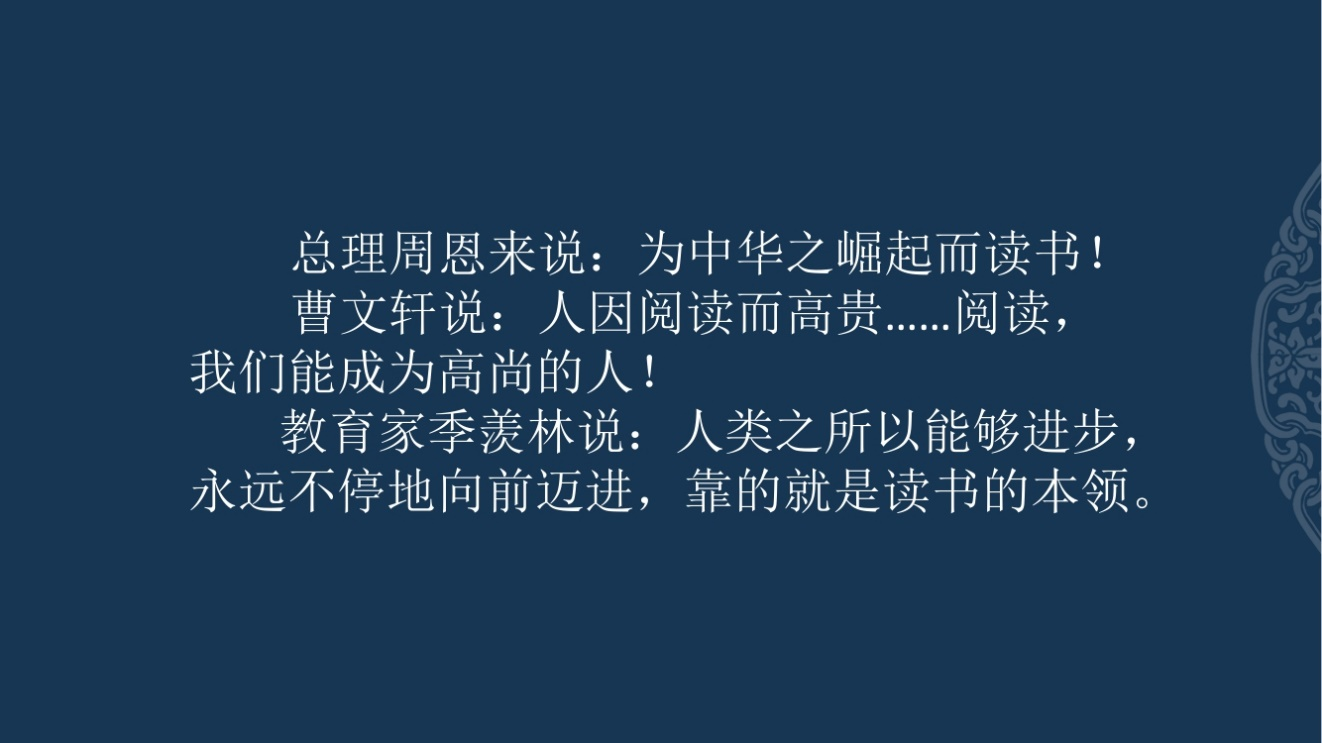 总理周恩来说：为中华之崛起而读书！
曹文轩说：人因阅读而高贵……阅读，
我们能成为高尚的人！
教育家季羡林说：人类之所以能够进步，
永远不停地向前迈进，靠的就是读书的本领。